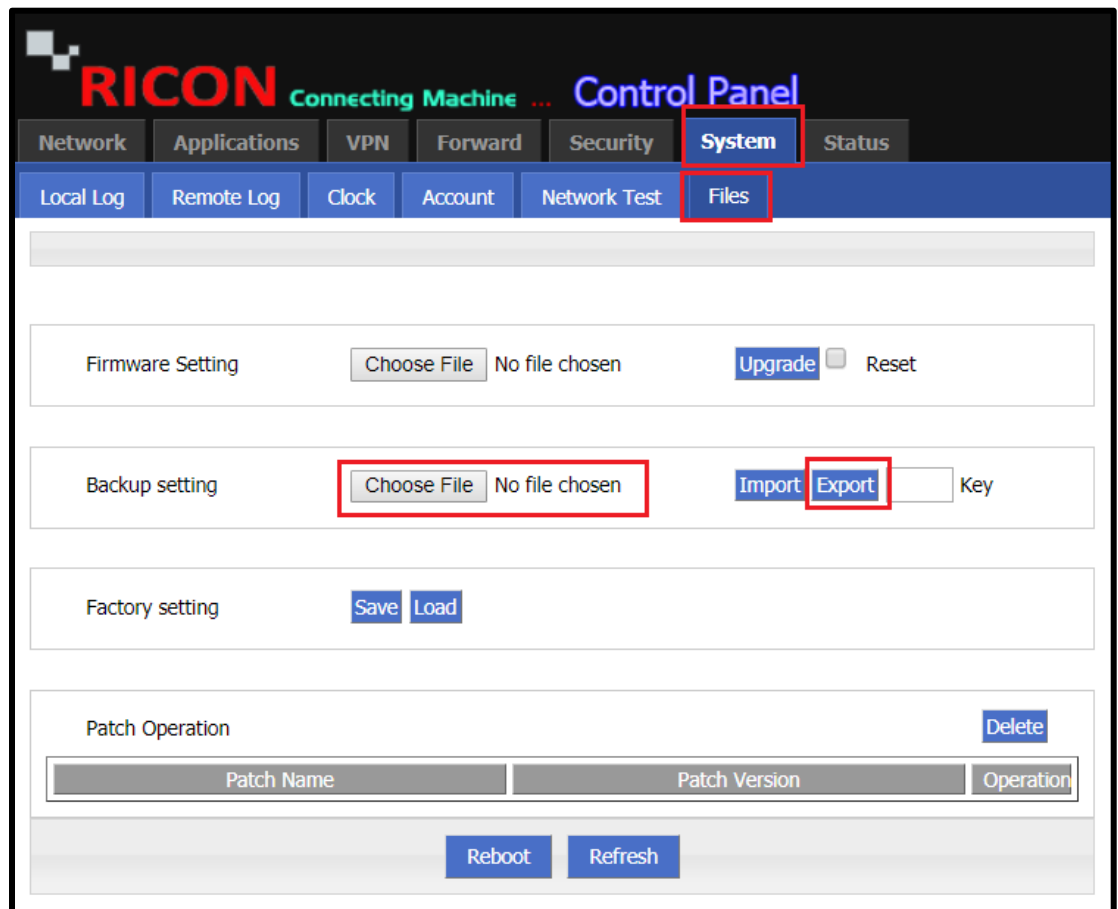 RICON Connecting Machine ... Control Panel
Network Applications VPN Forward Security System Status
Local Log Remote Log Clock Account Network Test Files
Firmware Setting Choose File No file chosen Upgrade Reset
Backup setting Choose File No file chosen Import Export Key
Factory setting Save Load
Patch Operation Delete
Patch Name Patch Version Operation
Reboot Refresh